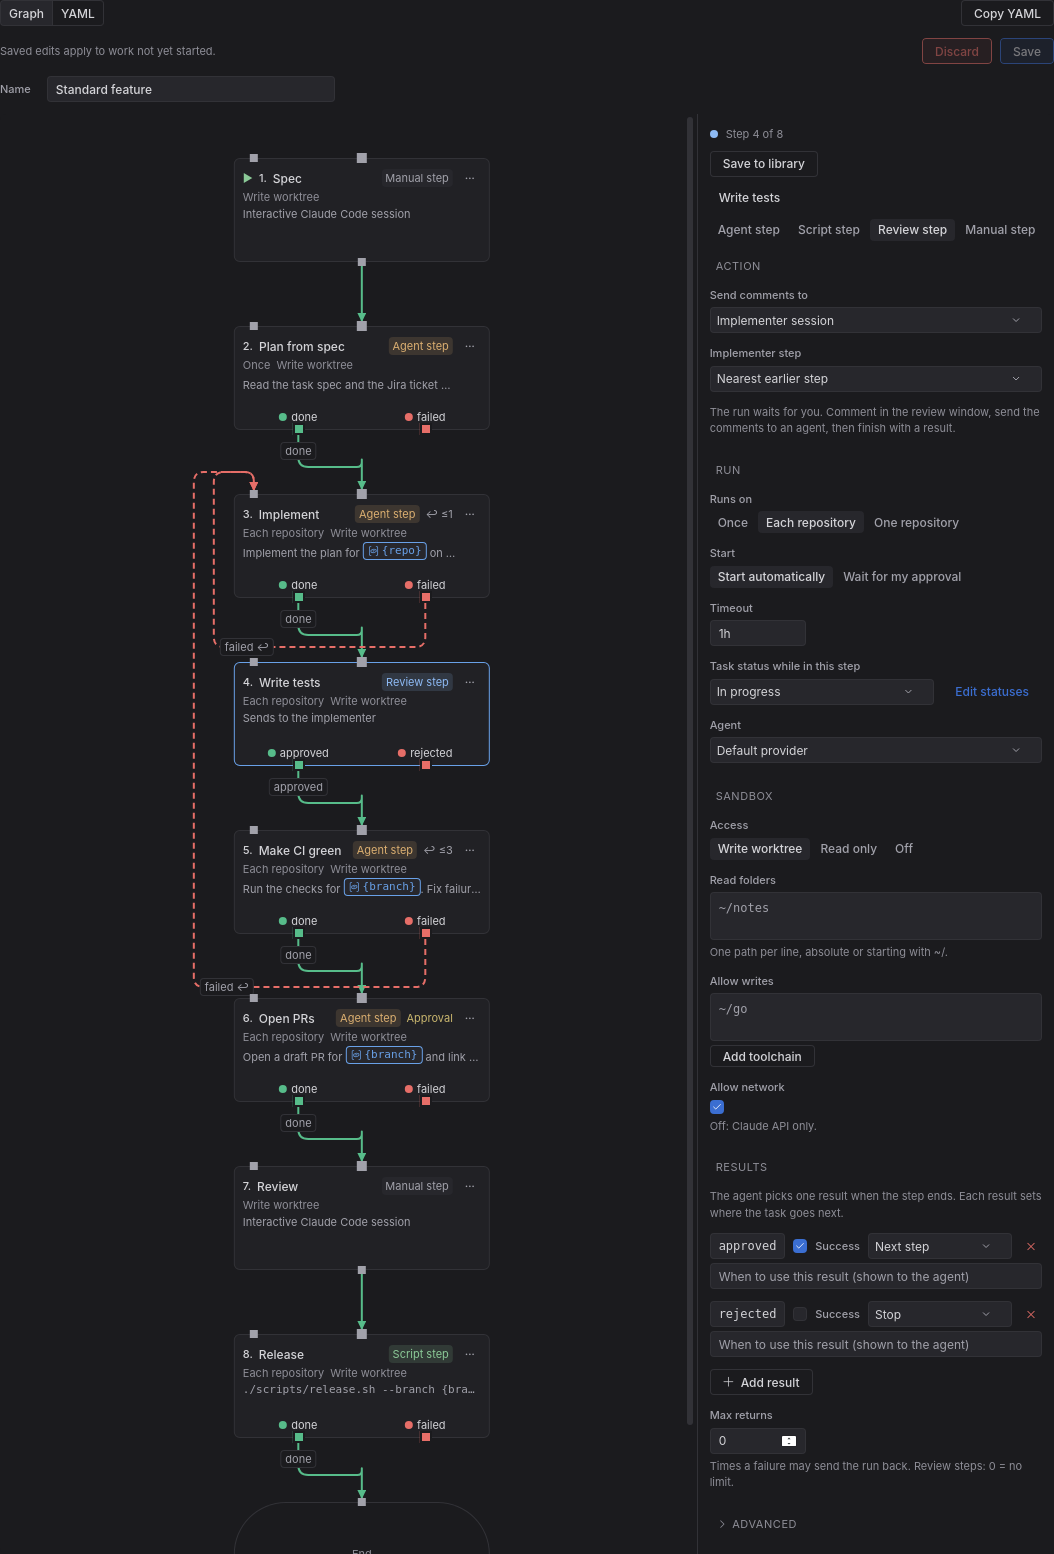 Graph YAML
Copy YAML
Saved edits apply to work not yet started.
Discard Save
Name Standard feature
1. Spec Manual step ...
Write worktree
Interactive Claude Code session
2. Plan from spec Agent step ...
Once Write worktree
Read the task spec and the Jira ticket ...
done failed
done
3. Implement Agent step ↩ ≤1 ...
Each repository Write worktree
Implement the plan for {repo} on ...
done failed
done
failed ↩
4. Write tests Review step ...
Each repository Write worktree
Sends to the implementer
approved rejected
approved
5. Make CI green Agent step ↩ ≤3 ...
Each repository Write worktree
Run the checks for {branch}. Fix failur...
done failed
done
failed ↩
6. Open PRs Agent step Approval ...
Each repository Write worktree
Open a draft PR for {branch} and link ...
done failed
done
7. Review Manual step ...
Write worktree
Interactive Claude Code session
8. Release Script step ...
Each repository Write worktree
./scripts/release.sh --branch {bra…
done failed
done
End
Step 4 of 8
Save to library
Write tests
Agent step Script step Review step Manual step
ACTION
Send comments to
Implementer session
Implementer step
Nearest earlier step
The run waits for you. Comment in the review window, send the
comments to an agent, then finish with a result.
RUN
Runs on
Once Each repository One repository
Start
Start automatically Wait for my approval
Timeout
1h
Task status while in this step
In progress Edit statuses
Agent
Default provider
SANDBOX
Access
Write worktree Read only Off
Read folders
~/notes
One path per line, absolute or starting with ~/.
Allow writes
~/go
Add toolchain
Allow network
Off: Claude API only.
RESULTS
The agent picks one result when the step ends. Each result sets
where the task goes next.
approved Success Next step ×
When to use this result (shown to the agent)
rejected Success Stop ×
When to use this result (shown to the agent)
+ Add result
Max returns
0
Times a failure may send the run back. Review steps: 0 = no
limit.
ADVANCED